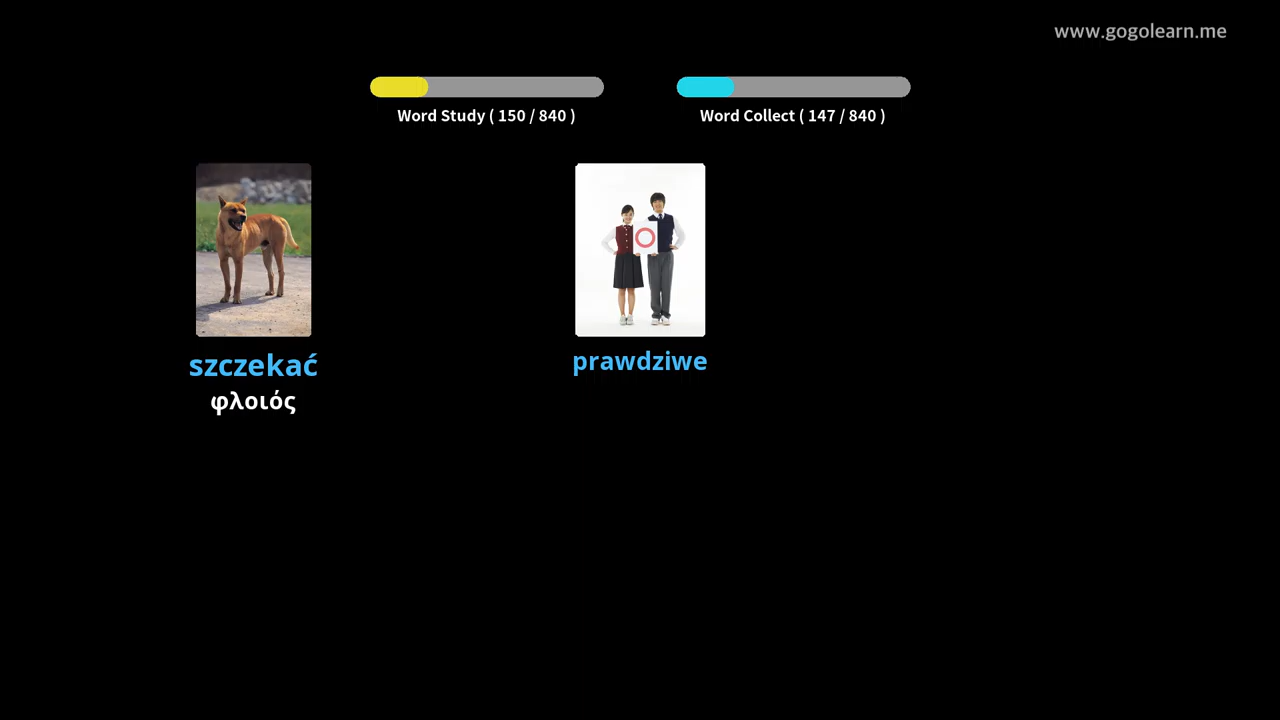 www.gogolearn.me
Word Study ( 150 / 840 )
Word Collect ( 147 / 840 )
szczekać
φλοιός
prawdziwe